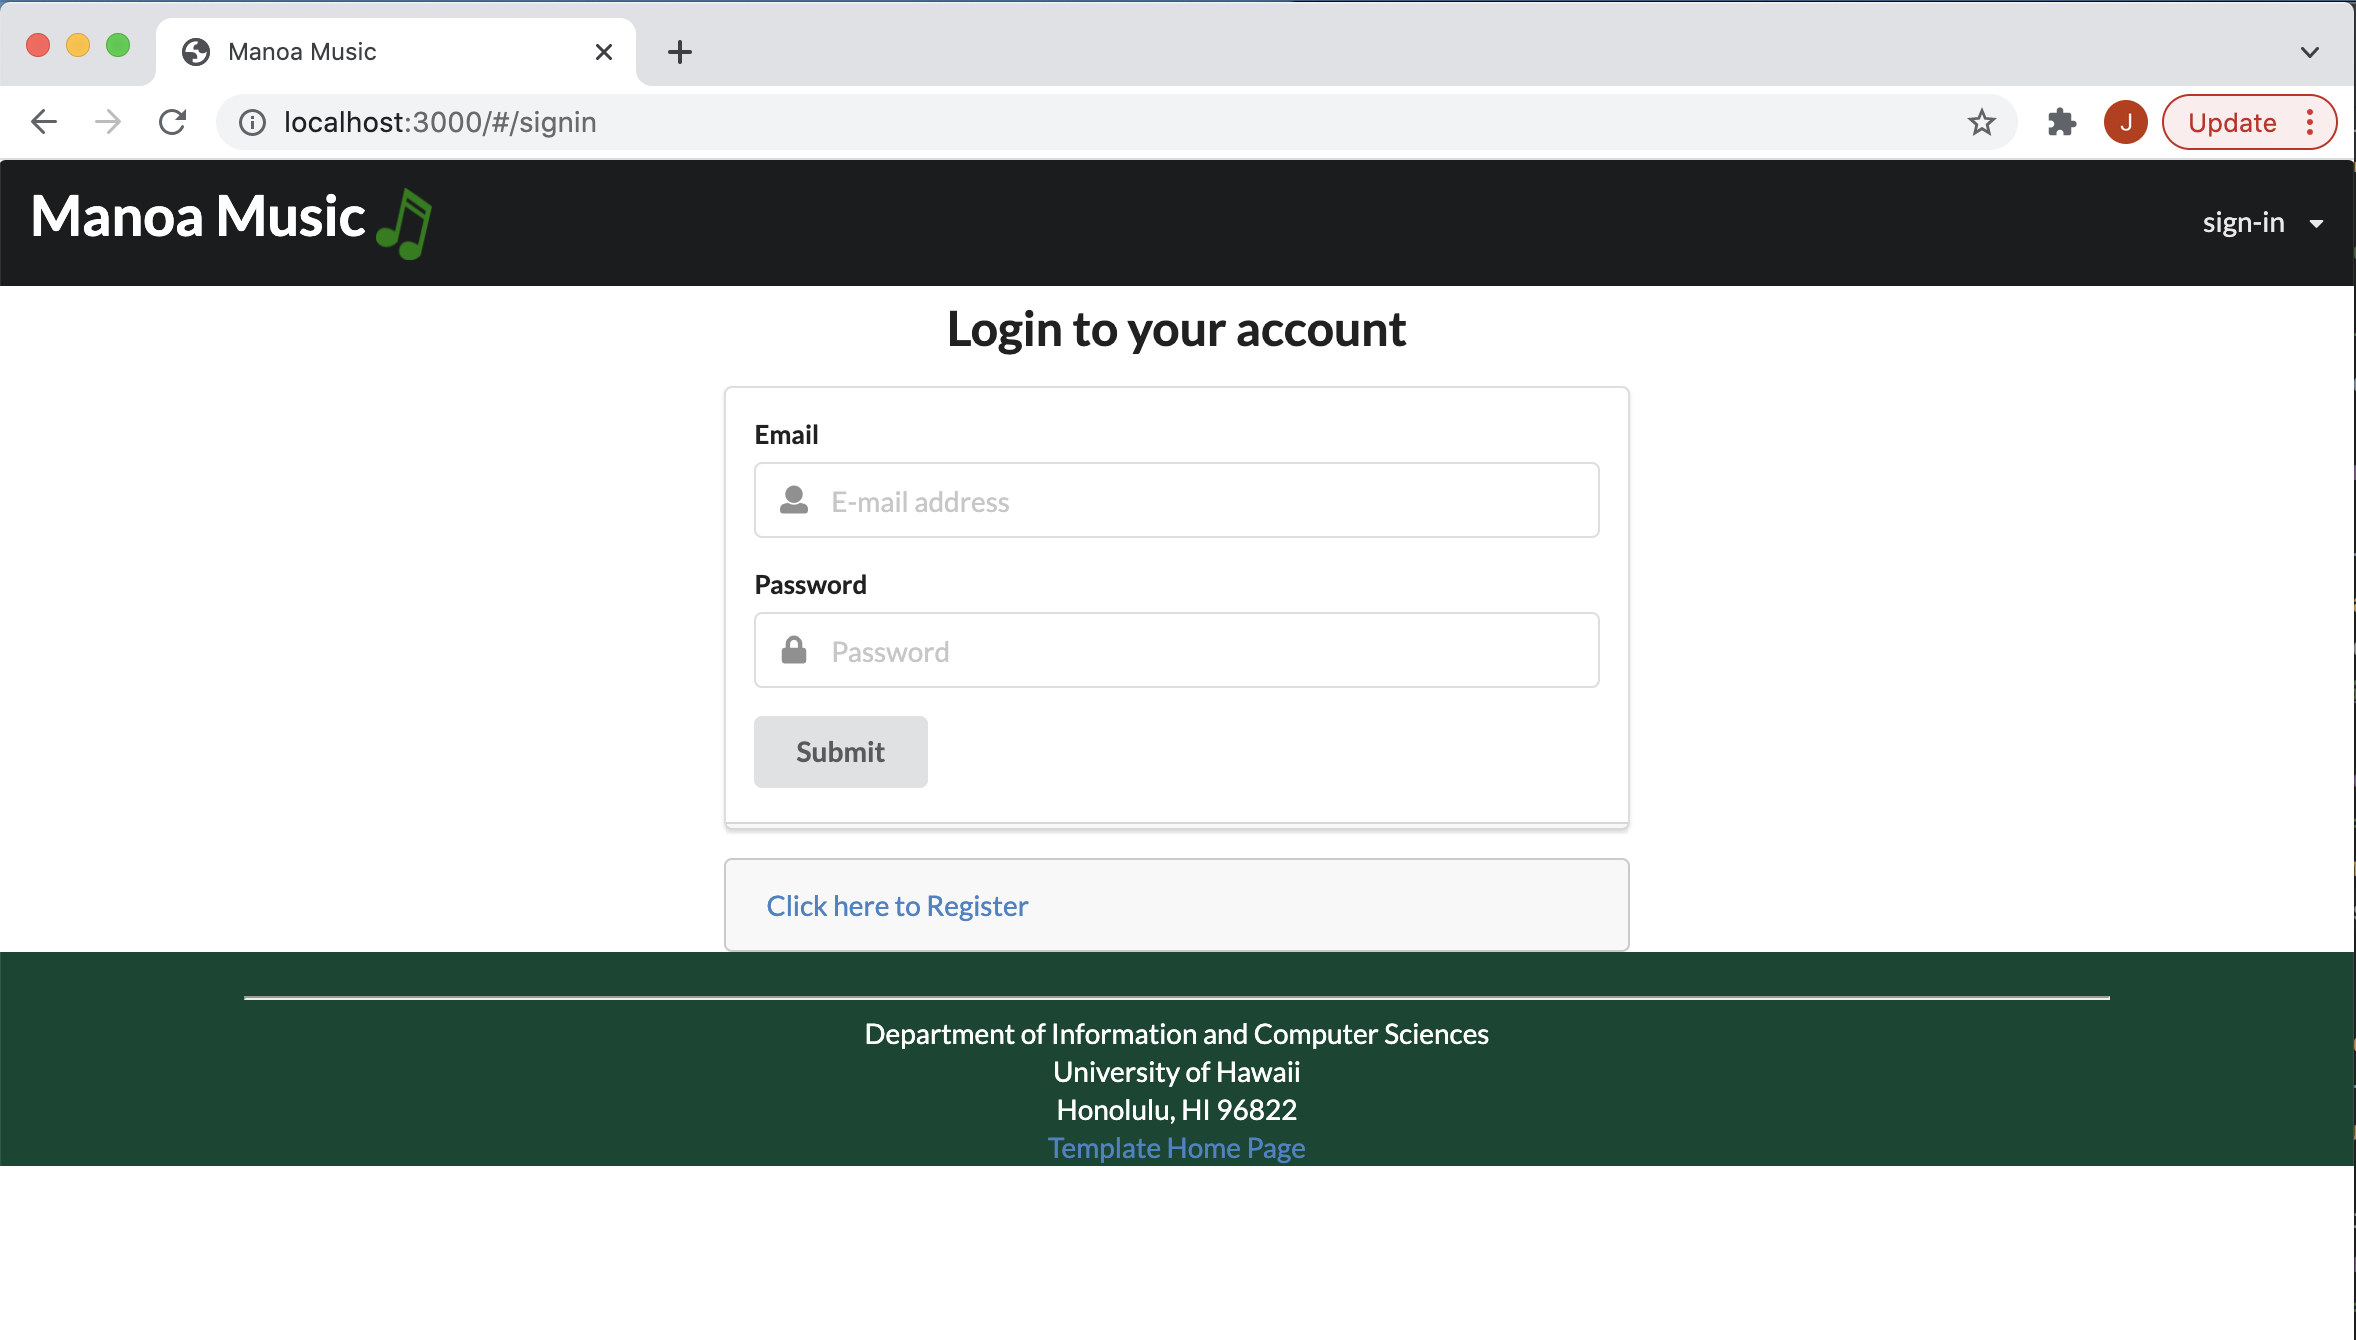 Manoa Music
localhost:3000/#/signin
J
Update
Manoa Music
sign-in
Login to your account
Email
E-mail address
Password
Password
Submit
Click here to Register
Department of Information and Computer Sciences
University of Hawaii
Honolulu, HI 96822
Template Home Page